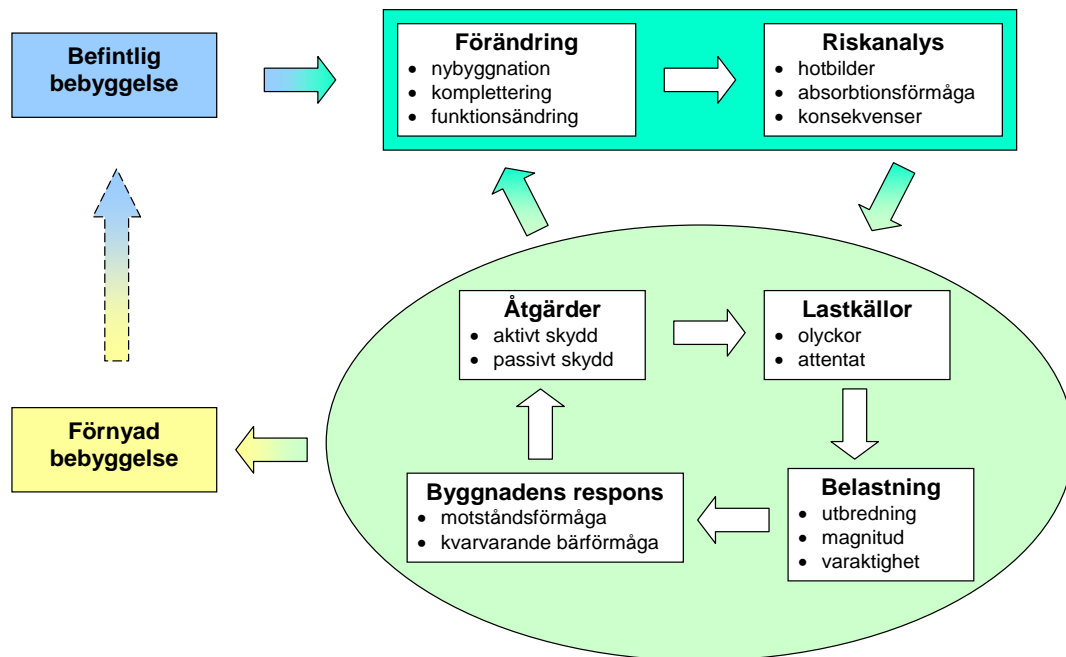 Befintlig
bebyggelse
Förändring
• nybyggnation
• komplettering
• funktionsändring
Riskanalys
• hotbilder
• absorbtionsförmåga
• konsekvenser
Åtgärder
• aktivt skydd
• passivt skydd
Lastkällor
• olyckor
• attentat
Förnyad
bebyggelse
Byggnadens respons
• motståndsförmåga
• kvarvarande bärförmåga
Belastning
• utbredning
• magnitud
• varaktighet